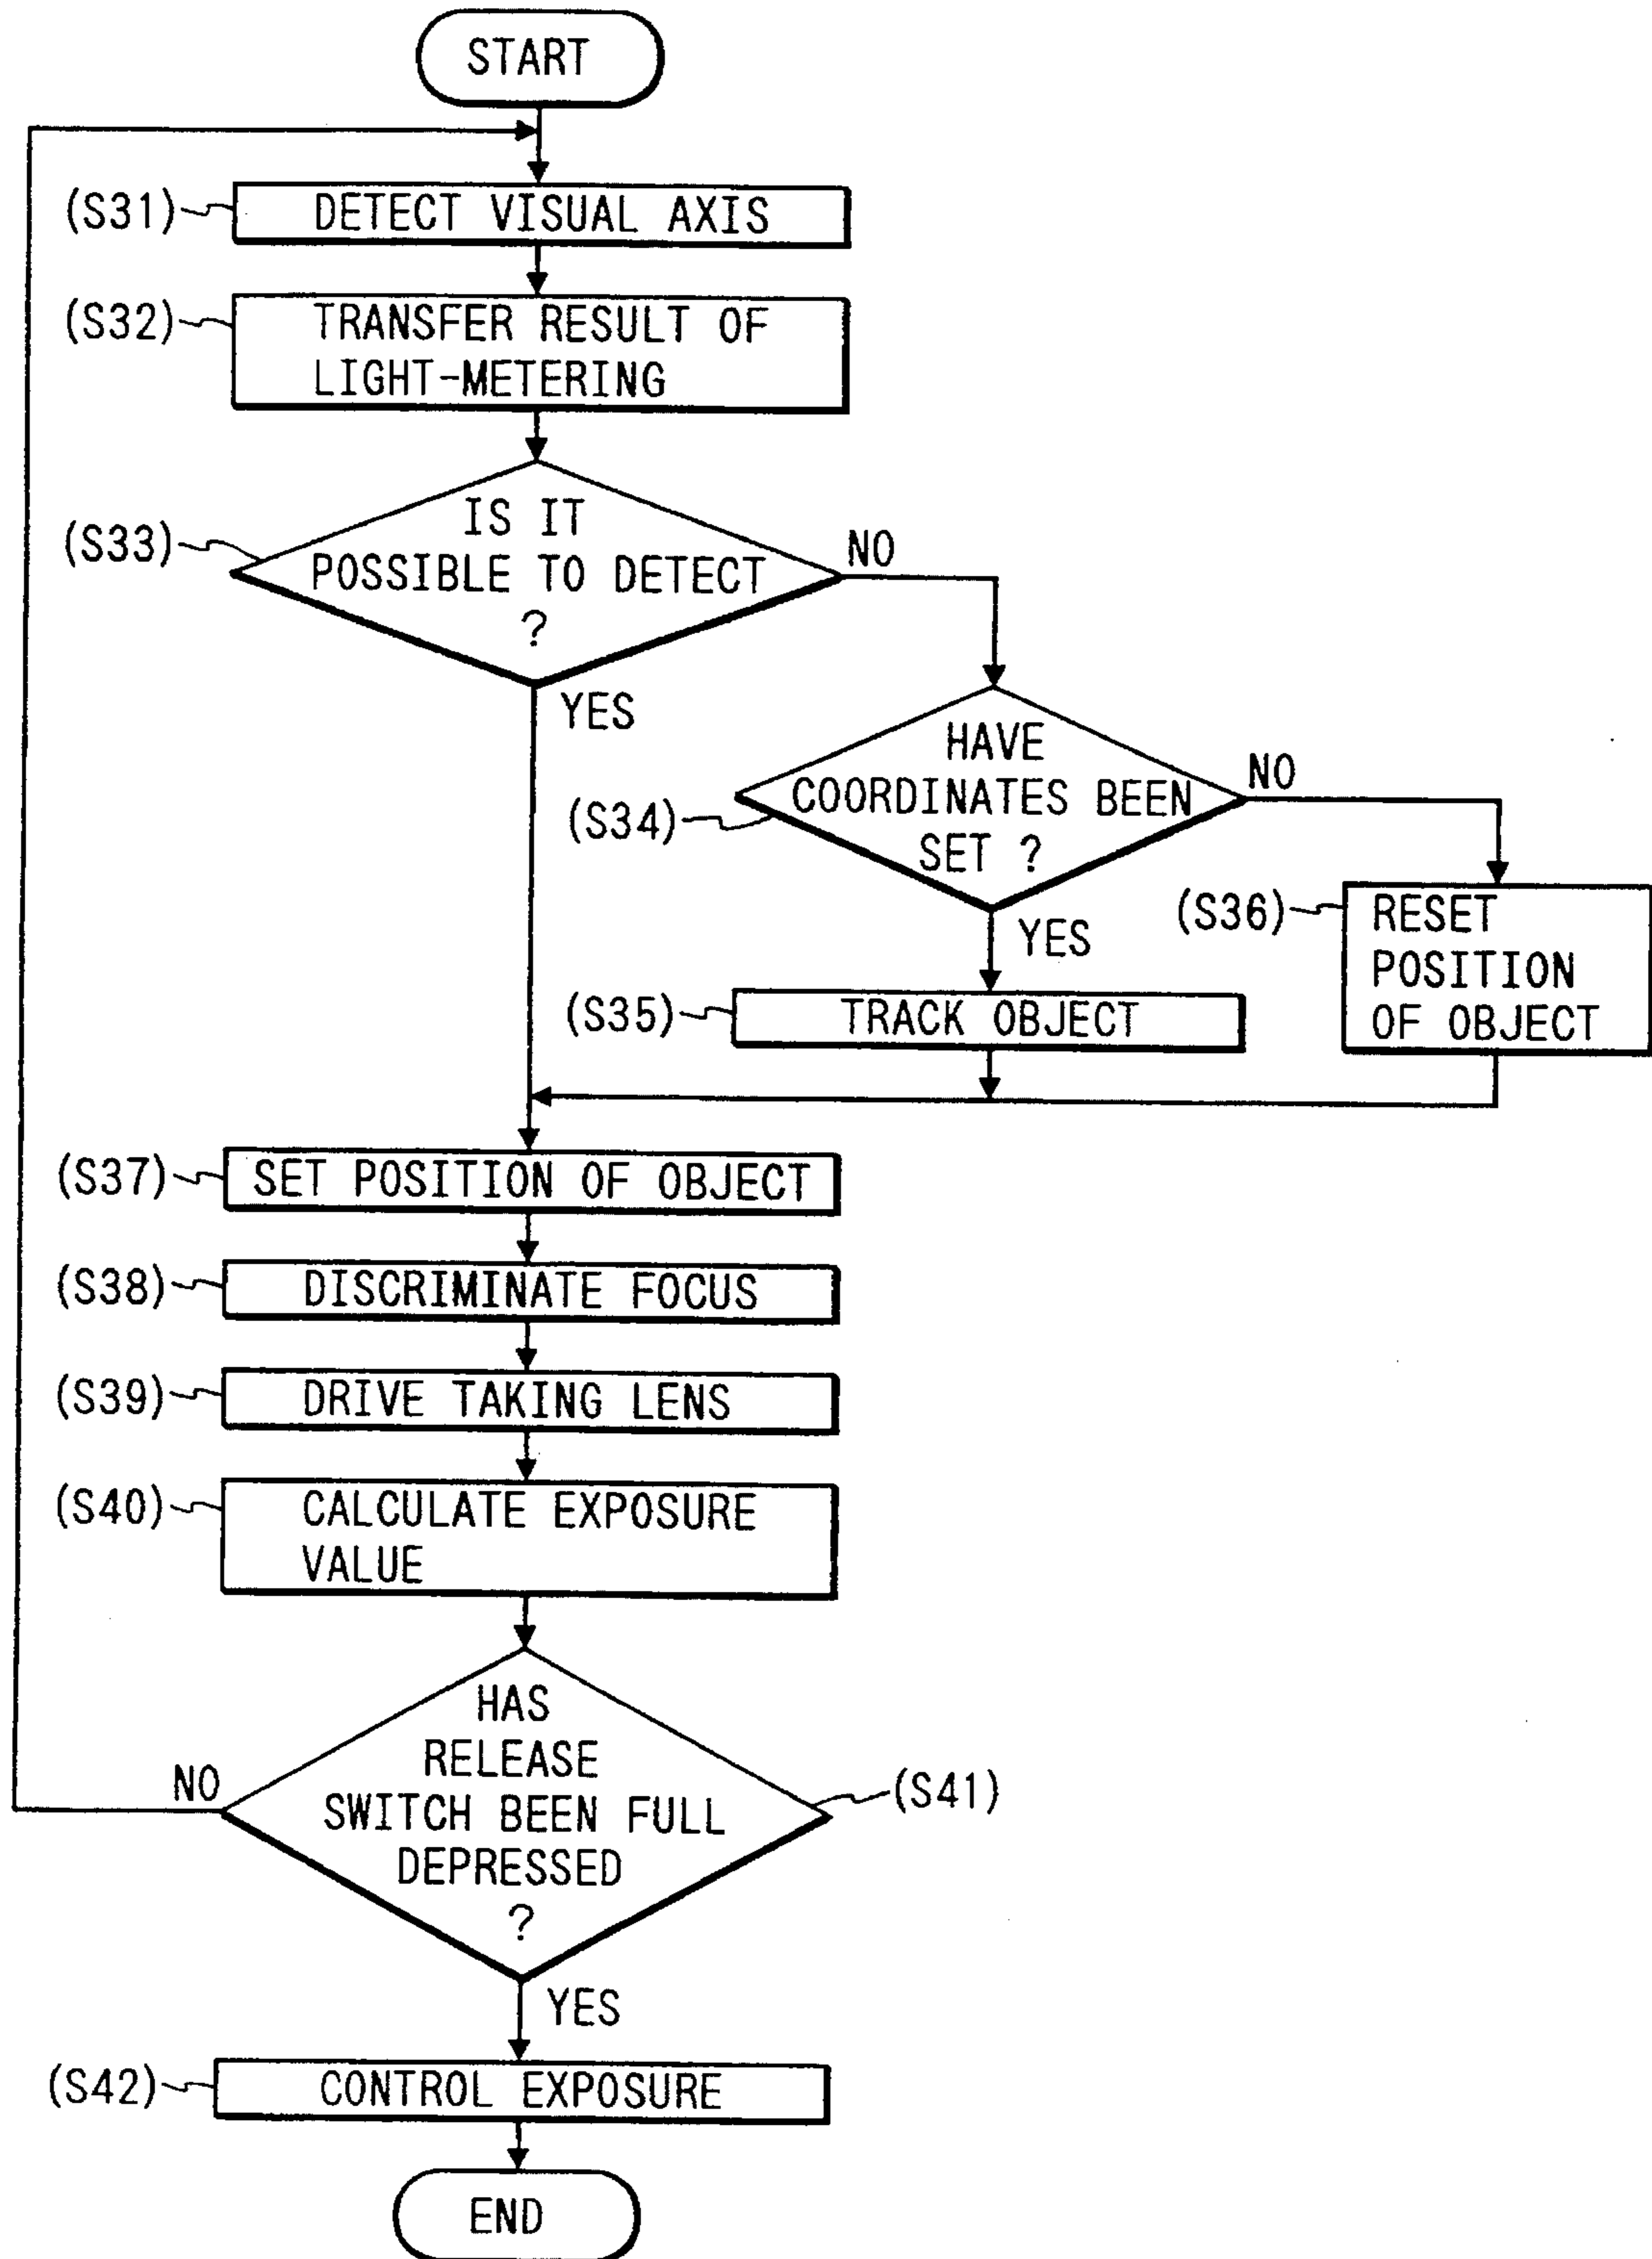 START
(S31)
DETECT VISUAL AXIS
(S32)
TRANSFER RESULT OF
LIGHT-METERING
(S33)
IS IT
POSSIBLE TO DETECT
?
NO
YES
(S34)
HAVE
COORDINATES BEEN
SET ?
NO
YES
(S35)
TRACK OBJECT
(S36)
RESET
POSITION
OF OBJECT
(S37)
SET POSITION OF OBJECT
(S38)
DISCRIMINATE FOCUS
(S39)
DRIVE TAKING LENS
(S40)
CALCULATE EXPOSURE
VALUE
HAS
RELEASE
SWITCH BEEN FULL
DEPRESSED
?
(S41)
NO
YES
(S42)
CONTROL EXPOSURE
END